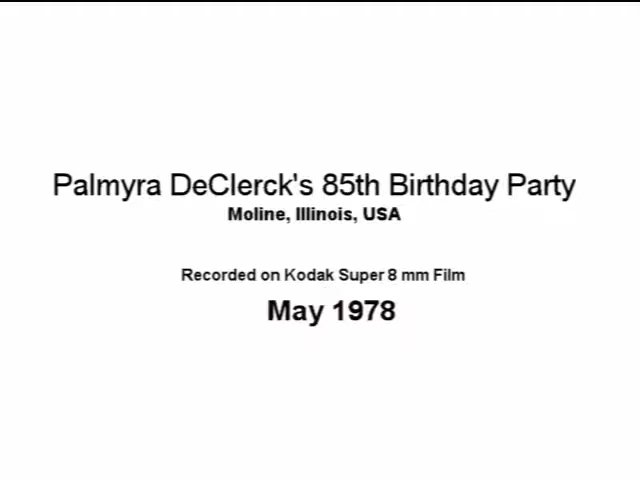 Palmyra DeClerck's 85th Birthday Party
Moline, Illinois, USA
Recorded on Kodak Super 8 mm Film
May 1978